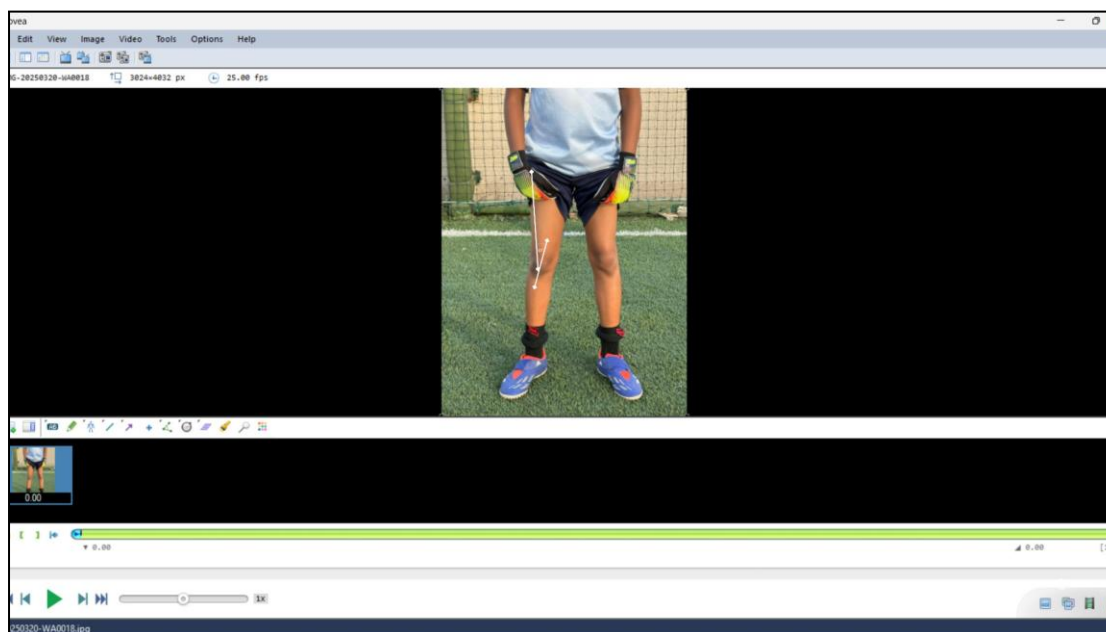 ovea
Edit View Image Video Tools Options Help
G-20250320-WA0018 3024×4032 px 25.00 fps
0.00
[ ]
▼ 0.00 ◢ 0.00
1x
250320-WA0018.jpg